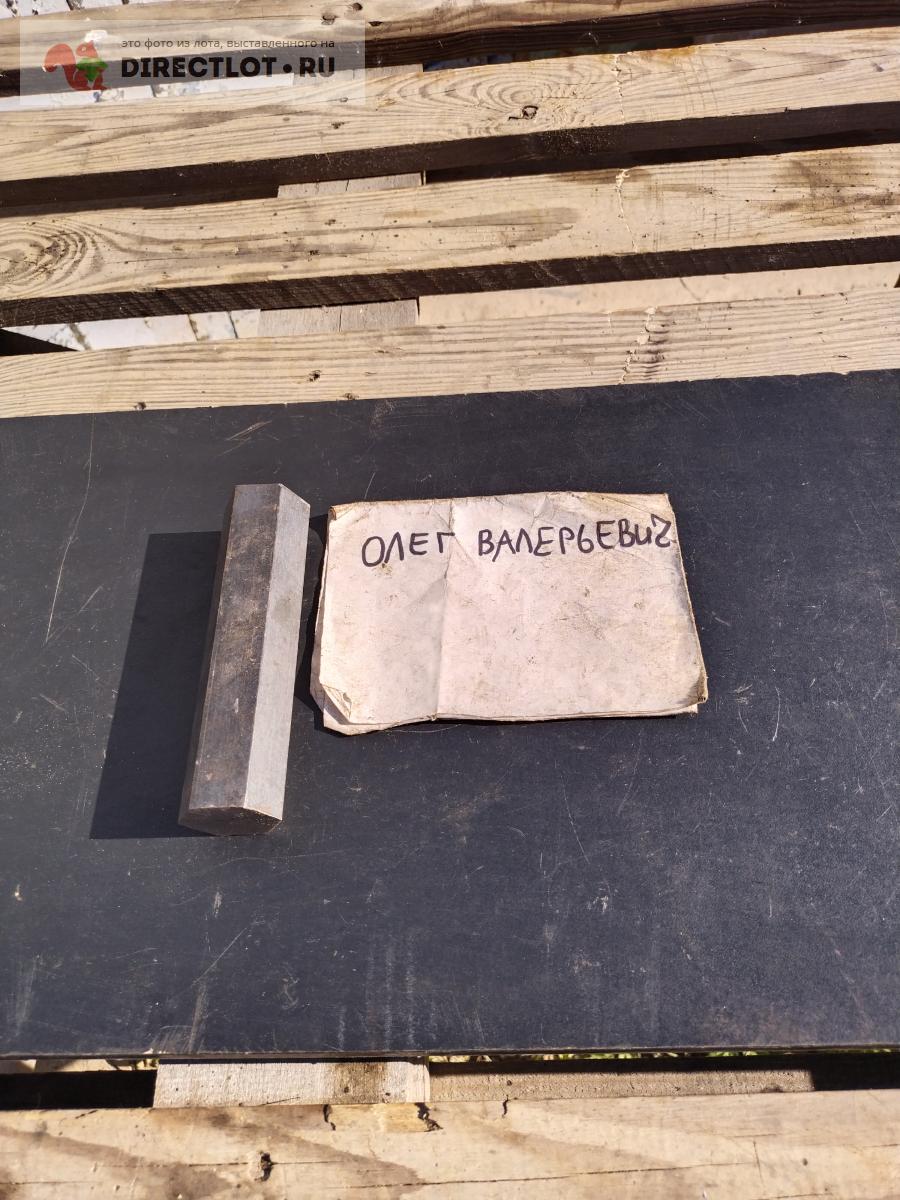 это фото из лота, выставленного на
DIRECTLOT.RU
ОЛЕГ ВАЛЕРЬЕВИЧ